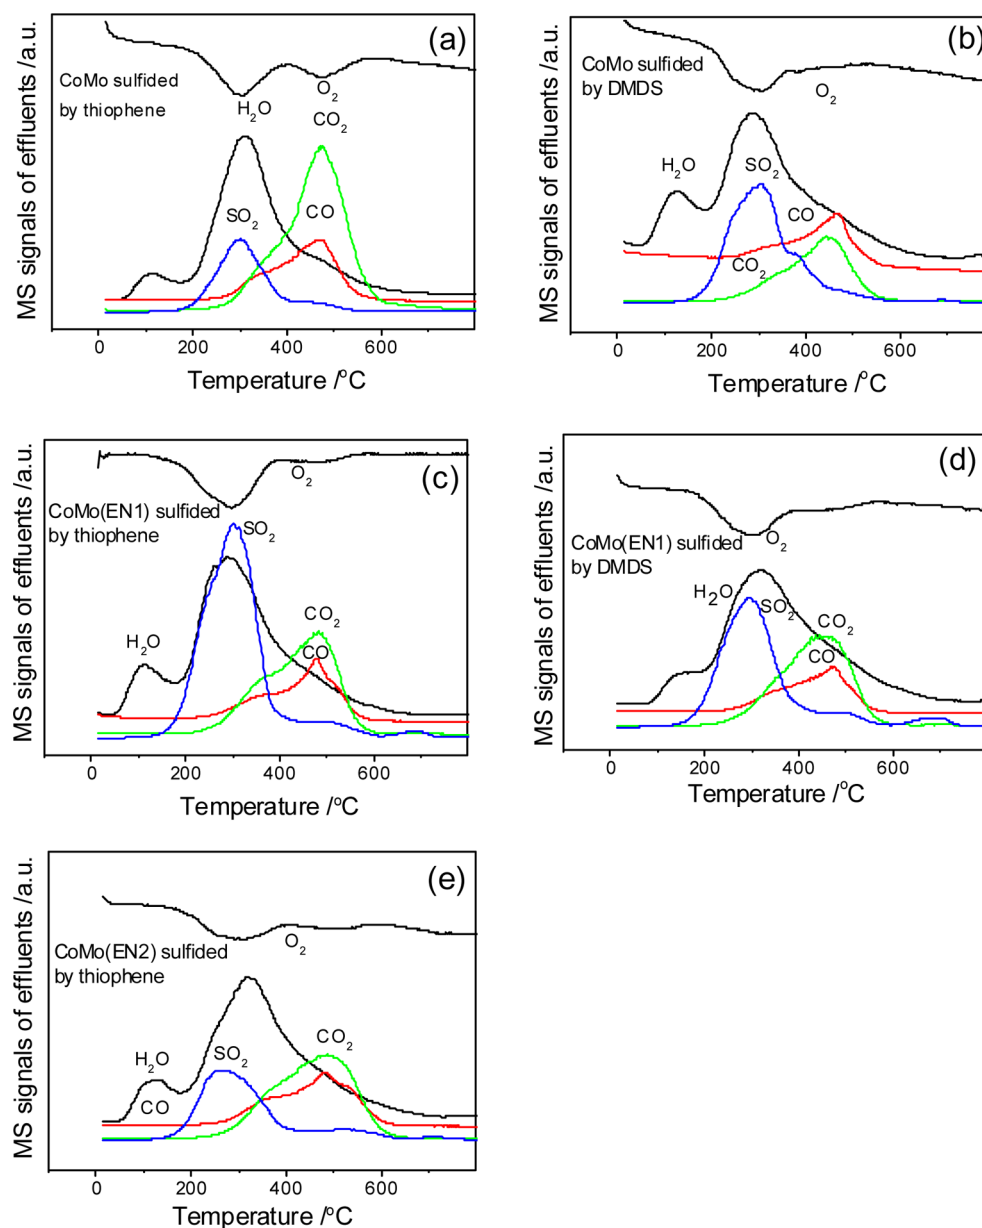 (a)
MS signals of effluents /a.u.
CoMo sulfided
by thiophene
O₂
H₂O
CO₂
SO₂
CO
0 200 400 600
Temperature /°C
(b)
MS signals of effluents /a.u.
CoMo sulfided
by DMDS
O₂
H₂O
SO₂
CO
CO₂
0 200 400 600
Temperature /°C
(c)
MS signals of effluents /a.u.
O₂
CoMo(EN1) sulfided
by thiophene
SO₂
H₂O
CO₂
CO
0 200 400 600
Temperature /°C
(d)
MS signals of effluents /a.u.
CoMo(EN1) sulfided
by DMDS
O₂
H₂O
SO₂
CO₂
CO
0 200 400 600
Temperature /°C
(e)
MS signals of effluents /a.u.
CoMo(EN2) sulfided
by thiophene
O₂
H₂O
SO₂
CO₂
CO
0 200 400 600
Temperature /°C